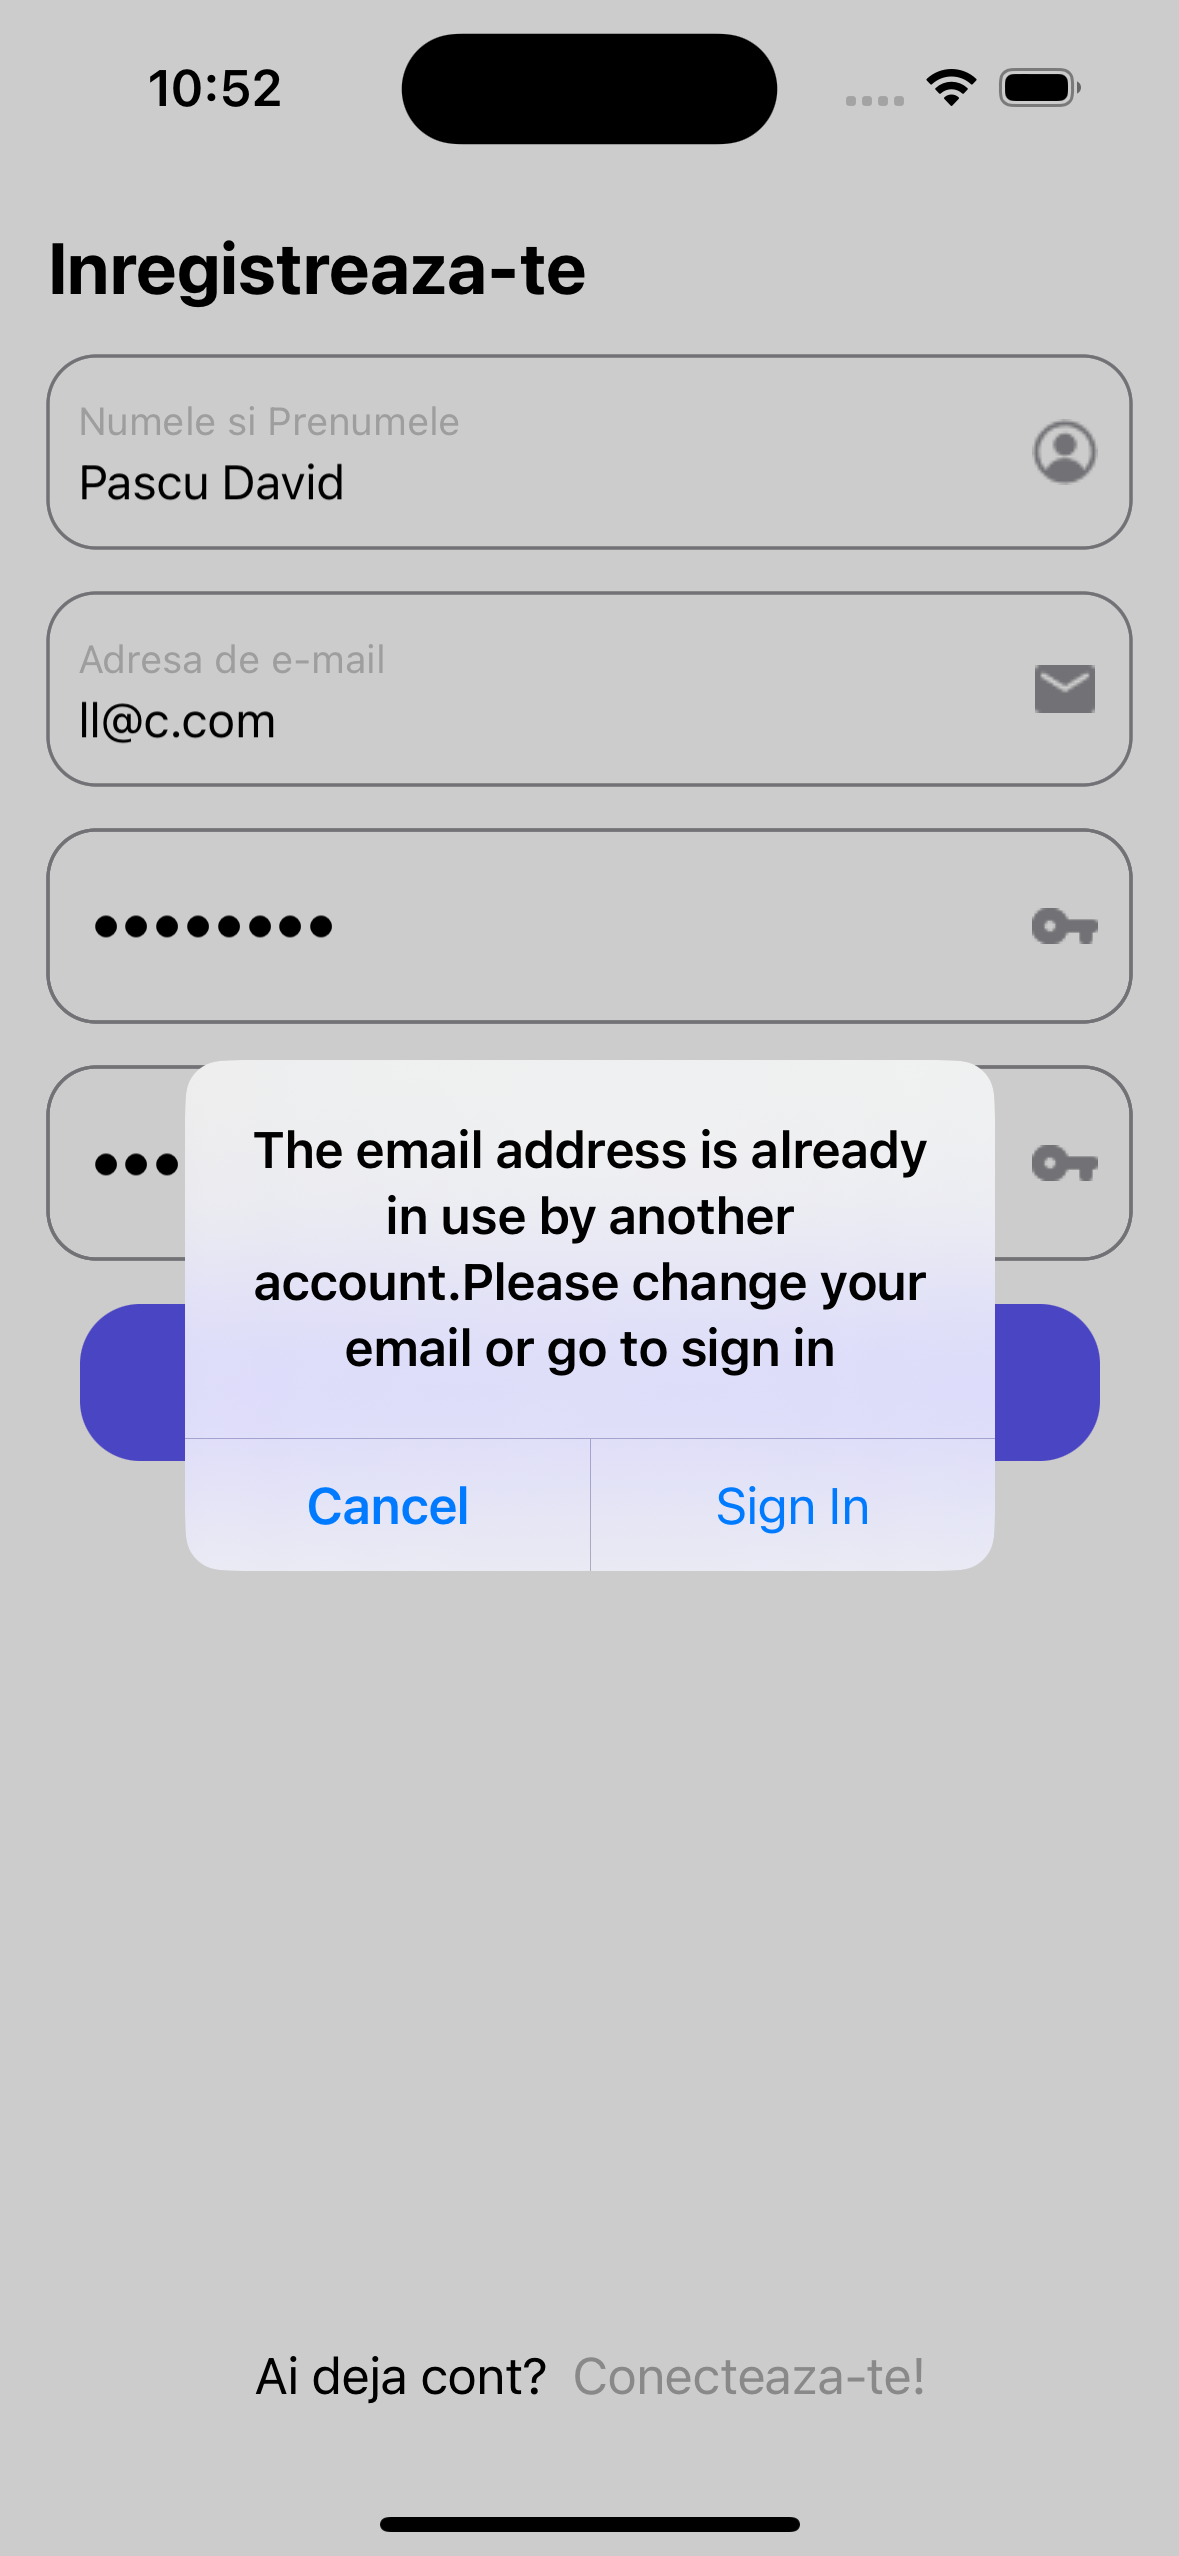 10:52
Inregistreaza-te
Numele si Prenumele
Pascu David
Adresa de e-mail
ll@c.com
The email address is already
in use by another
account.Please change your
email or go to sign in
Cancel
Sign In
Ai deja cont? Conecteaza-te!